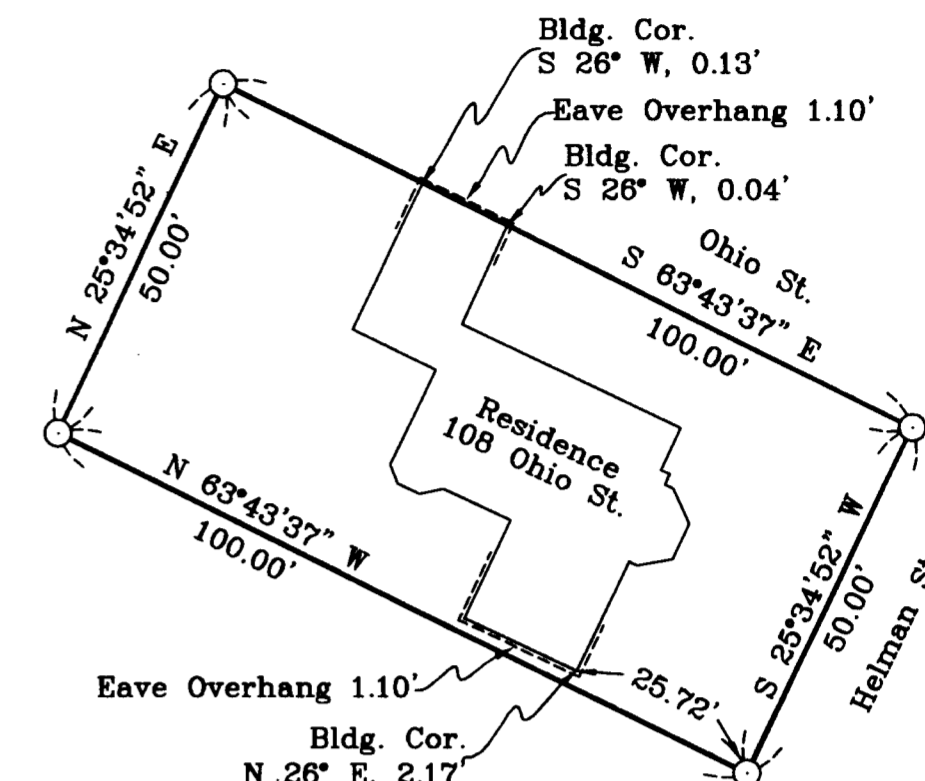 Bldg. Cor.
S 26° W, 0.13'
Eave Overhang 1.10'
Bldg. Cor.
S 26° W, 0.04'
Ohio St.
N 25°34'52" E
50.00'
S 63°43'37" E
100.00'
Residence
108 Ohio St.
N 63°43'37" W
100.00'
S 25°34'52" W
50.00'
Helman St
Eave Overhang 1.10'
25.72'
Bldg. Cor.
N 26° E, 2.17'